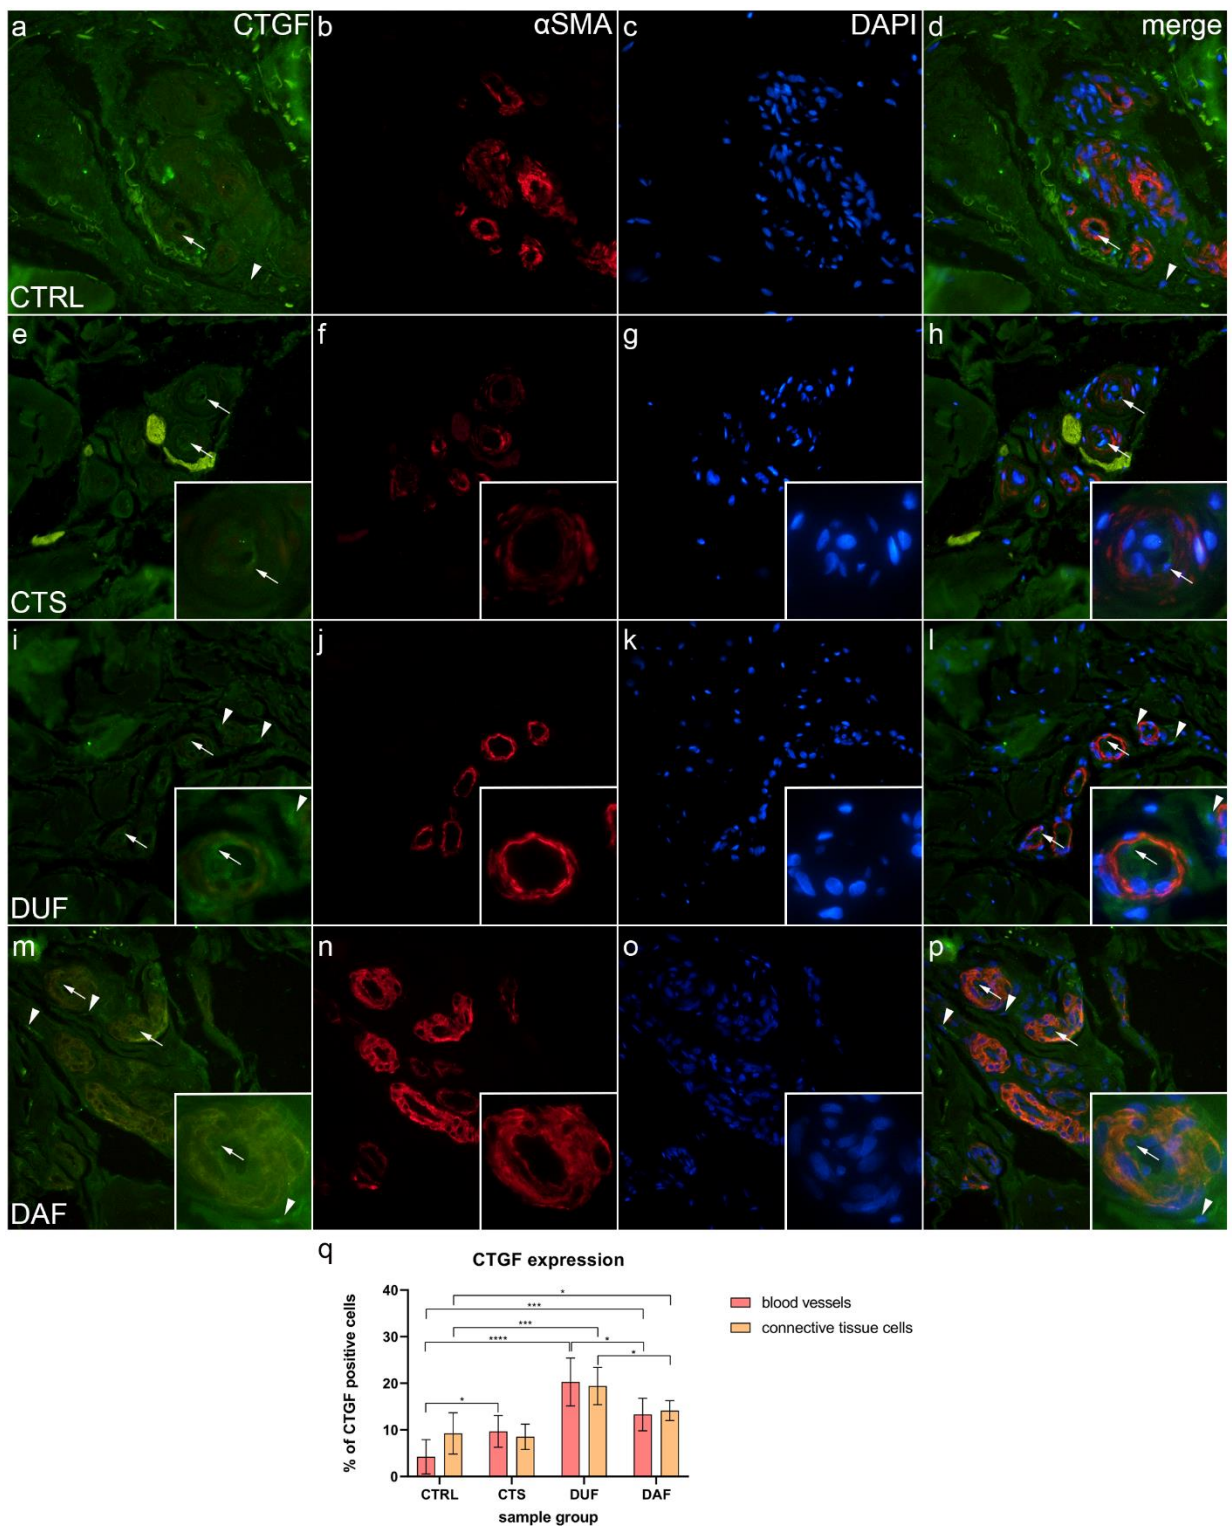 a CTGF b αSMA c DAPI d merge
CTRL
e f g h
CTS
i j k l
DUF
m n o p
DAF
q
CTGF expression
% of CTGF positive cells
40
30
20
10
0
*
***
***
**** *
*
*
CTRL CTS DUF DAF
sample group
blood vessels
connective tissue cells